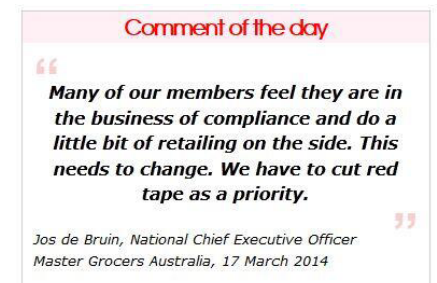 Comment of the day
“
Many of our members feel they are in
the business of compliance and do a
little bit of retailing on the side. This
needs to change. We have to cut red
tape as a priority.
”
Jos de Bruin, National Chief Executive Officer
Master Grocers Australia, 17 March 2014